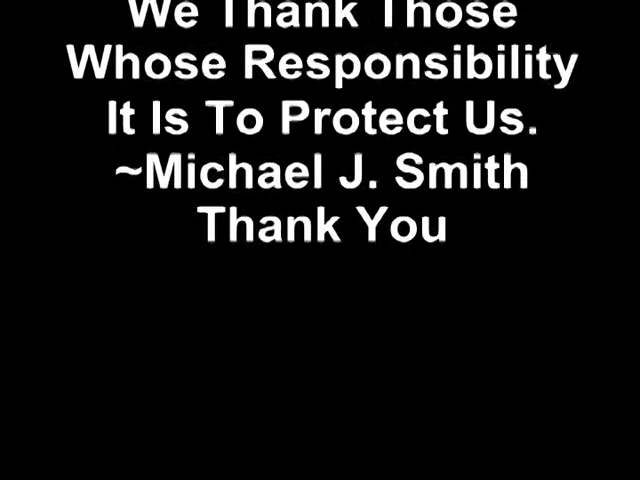 We Thank Those
Whose Responsibility
It Is To Protect Us.
~Michael J. Smith
Thank You